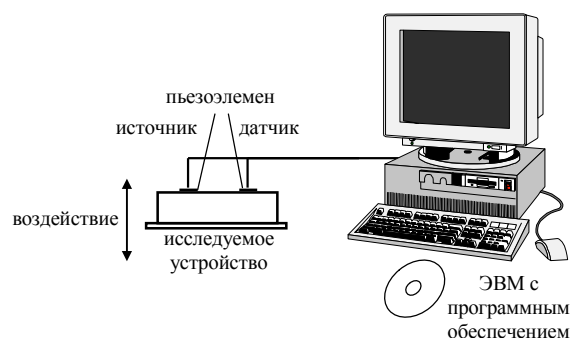 пьезоэлемен
источник
датчик
воздействие
исследуемое
устройство
ЭВМ с
программным
обеспечением